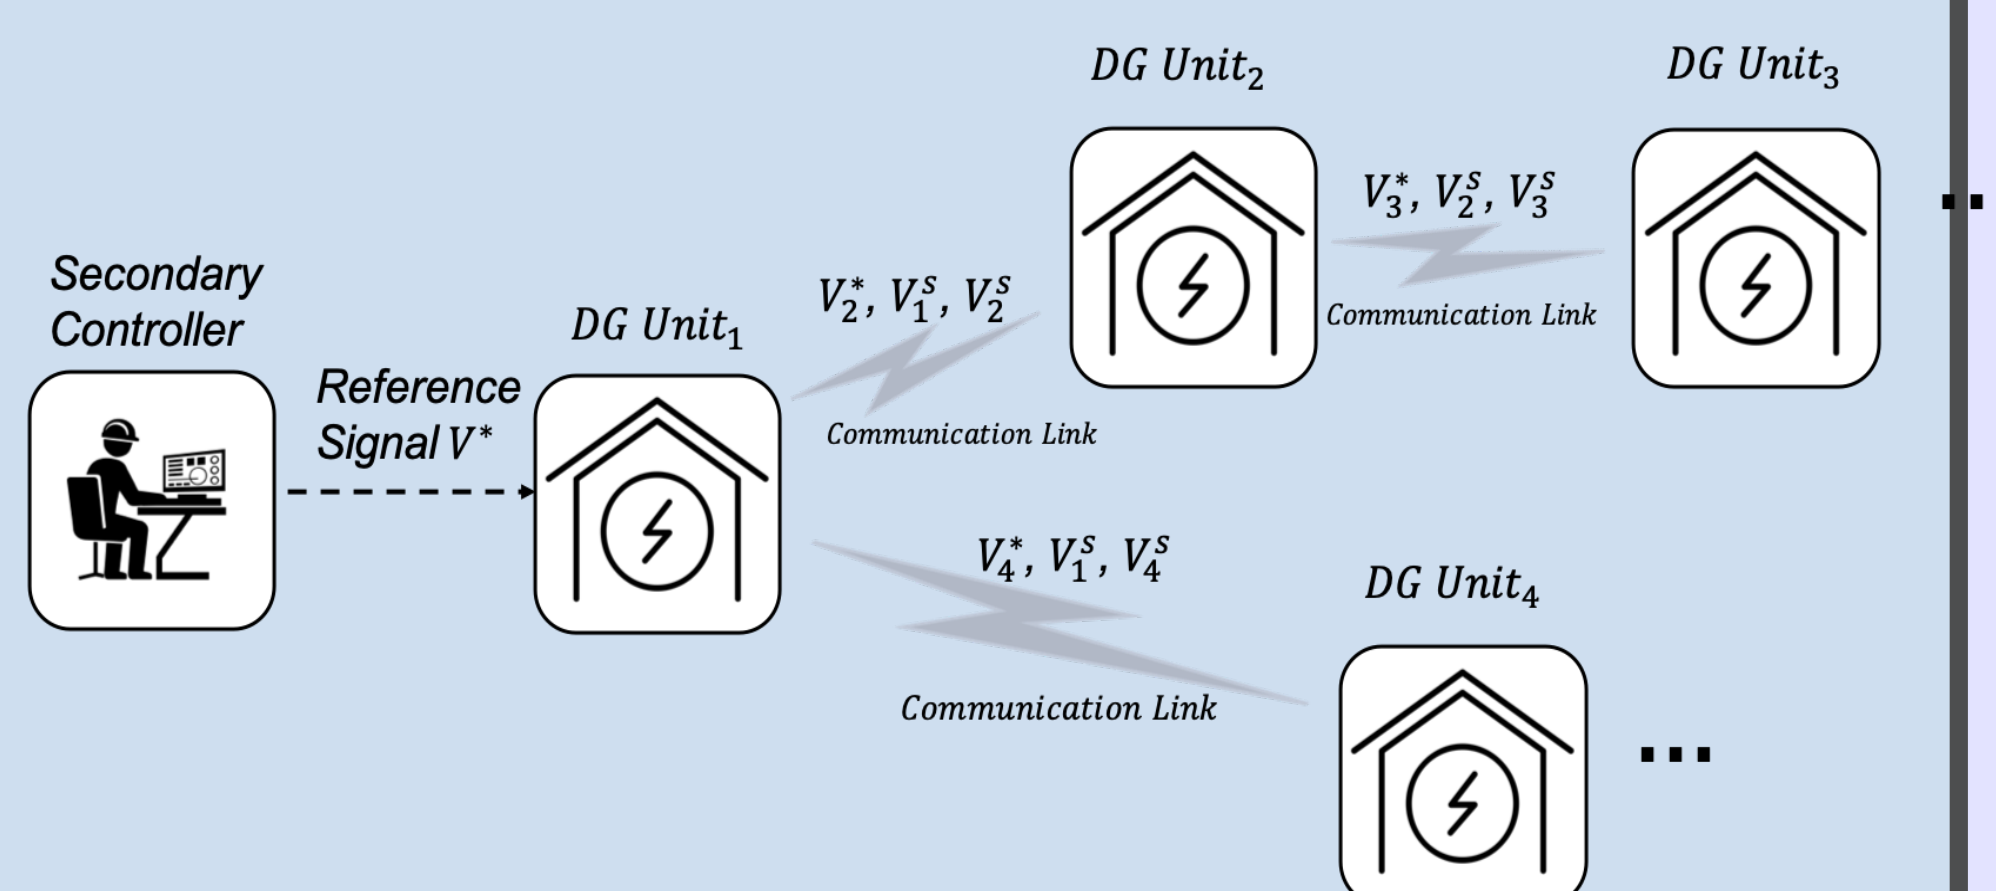 DG Unit₂
DG Unit₃
V₃*, V₂ˢ, V₃ˢ
Communication Link
Secondary
Controller
V₂*, V₁ˢ, V₂ˢ
DG Unit₁
Reference
Signal V*
Communication Link
V₄*, V₁ˢ, V₄ˢ
DG Unit₄
Communication Link
...